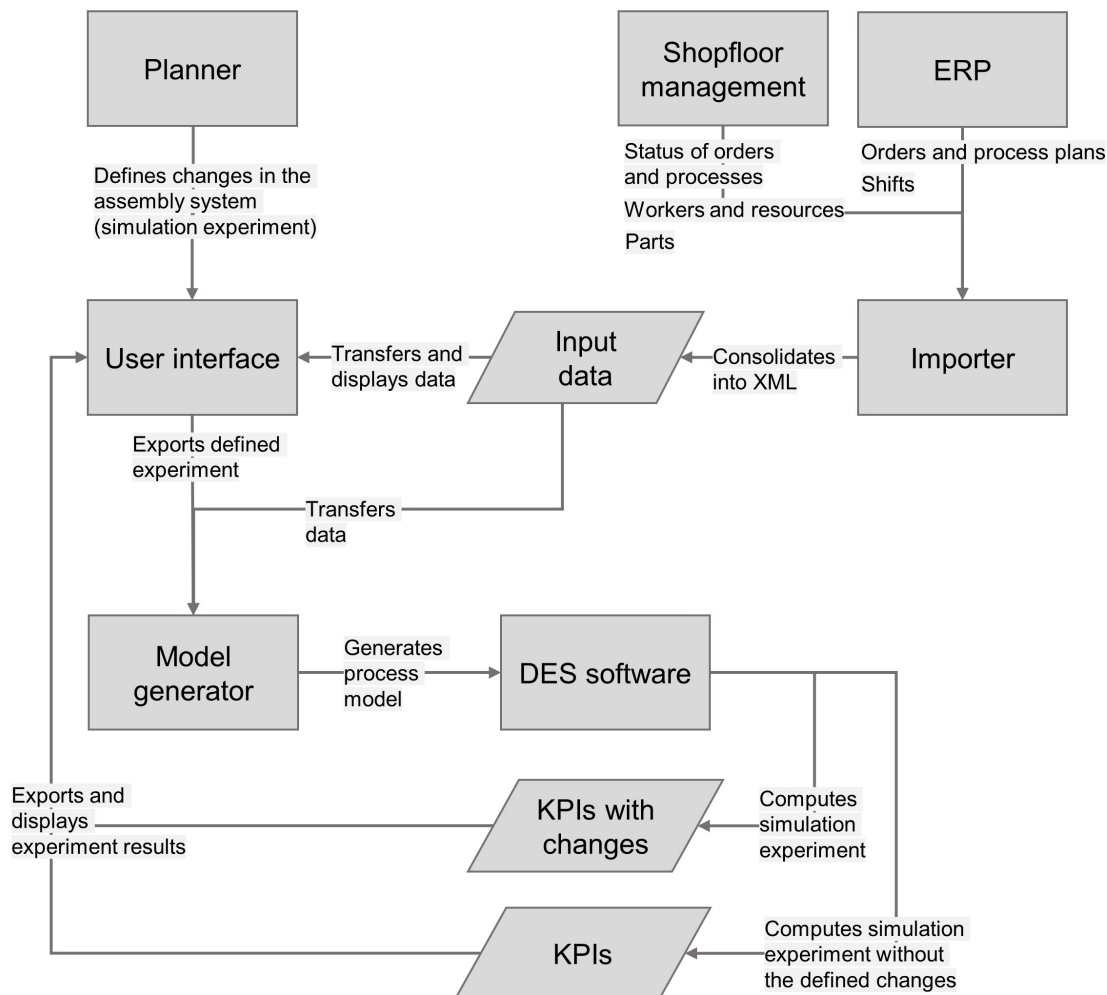 Planner
Shopfloor
management
ERP
Defines changes in the
assembly system
(simulation experiment)
Status of orders
and processes
Workers and resources
Parts
Orders and process plans
Shifts
User interface
Transfers and
displays data
Input
data
Consolidates
into XML
Importer
Exports defined
experiment
Transfers
data
Model
generator
Generates
process
model
DES software
Exports and
displays
experiment results
KPIs with
changes
Computes
simulation
experiment
KPIs
Computes simulation
experiment without
the defined changes